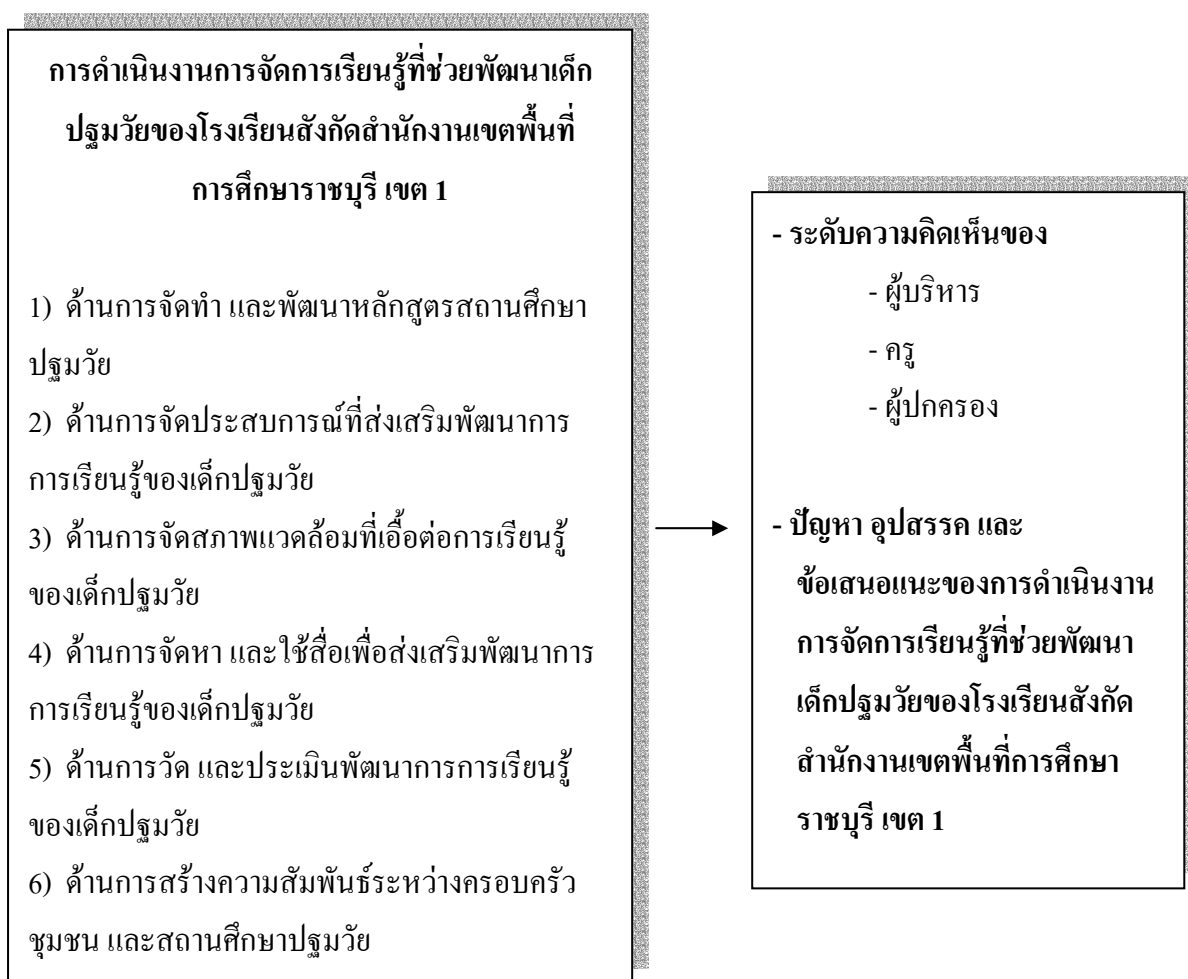 การดำเนินงานการจัดการเรียนรู้ที่ช่วยพัฒนาเด็ก
ปฐมวัยของโรงเรียนสังกัดสำนักงานเขตพื้นที่
การศึกษาราชบุรี เขต 1
1) ด้านการจัดทำ และพัฒนาหลักสูตรสถานศึกษา
ปฐมวัย
2) ด้านการจัดประสบการณ์ที่ส่งเสริมพัฒนาการ
การเรียนรู้ของเด็กปฐมวัย
3) ด้านการจัดสภาพแวดล้อมที่เอื้อต่อการเรียนรู้
ของเด็กปฐมวัย
4) ด้านการจัดหา และใช้สื่อเพื่อส่งเสริมพัฒนาการ
การเรียนรู้ของเด็กปฐมวัย
5) ด้านการวัด และประเมินพัฒนาการการเรียนรู้
ของเด็กปฐมวัย
6) ด้านการสร้างความสัมพันธ์ระหว่างครอบครัว
ชุมชน และสถานศึกษาปฐมวัย
- ระดับความคิดเห็นของ
- ผู้บริหาร
- ครู
- ผู้ปกครอง
- ปัญหา อุปสรรค และ
ข้อเสนอแนะของการดำเนินงาน
การจัดการเรียนรู้ที่ช่วยพัฒนา
เด็กปฐมวัยของโรงเรียนสังกัด
สำนักงานเขตพื้นที่การศึกษา
ราชบุรี เขต 1